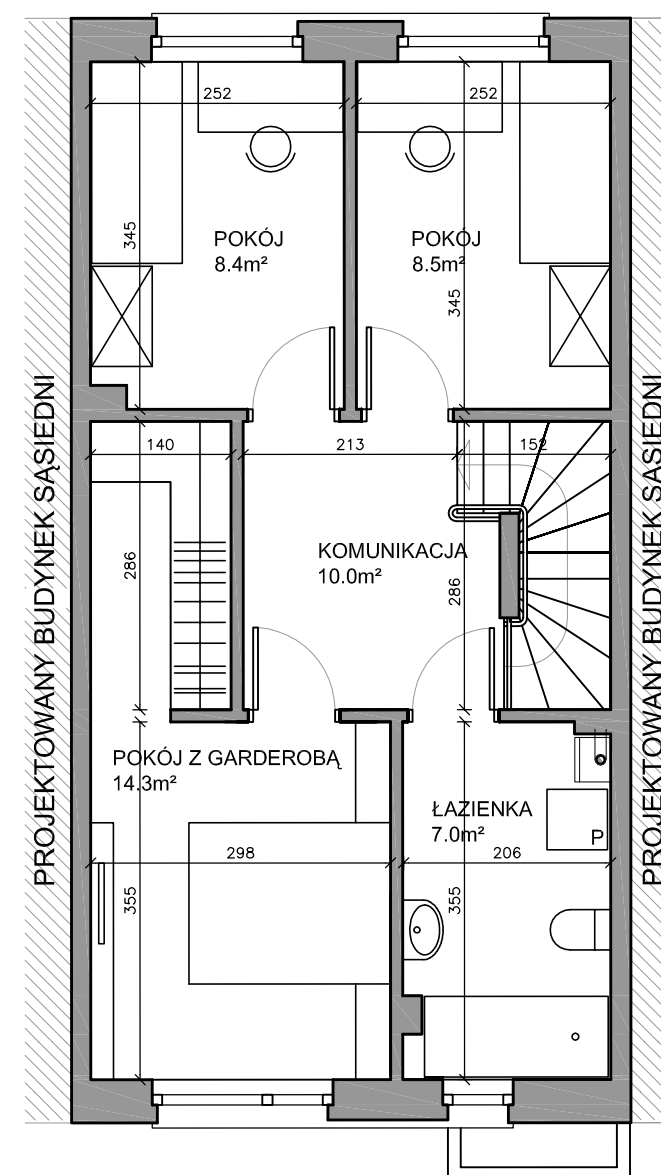 252
252
345
POKÓJ
8.4m²
POKÓJ
8.5m²
345
PROJEKTOWANY BUDYNEK SĄSIEDNI
PROJEKTOWANY BUDYNEK SĄSIEDNI
140
213
152
286
KOMUNIKACJA
10.0m²
286
POKÓJ Z GARDEROBĄ
14.3m²
ŁAZIENKA
7.0m²
P
298
206
355
355